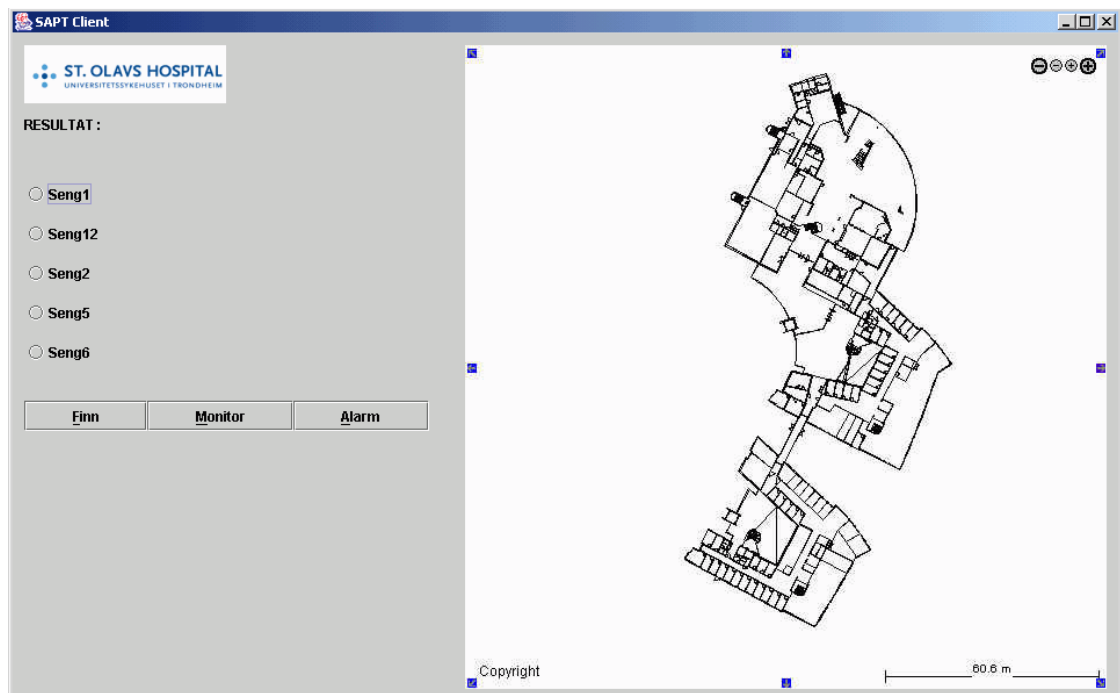 SAPT Client
ST. OLAVS HOSPITAL
UNIVERSITETSSYKEHUSET I TRONDHEIM
RESULTAT :
Seng1
Seng12
Seng2
Seng5
Seng6
Finn Monitor Alarm
Copyright
60.6 m